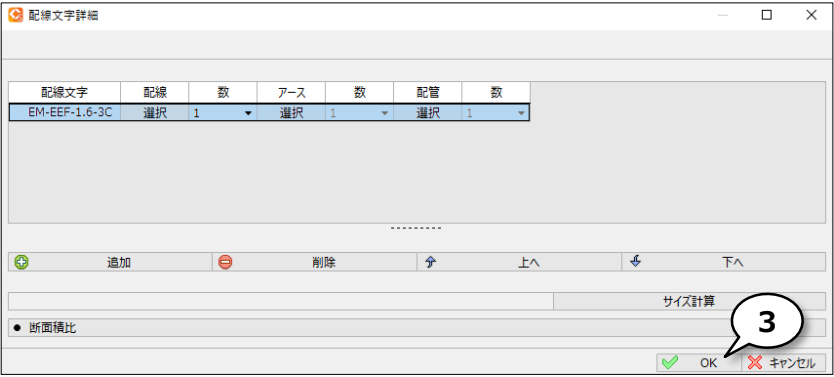 配線文字詳細
配線文字 配線 数 アース 数 配管 数
EM-EEF-1.6-3C 選択 1 選択 1 選択 1
追加 削除 上へ 下へ
サイズ計算
● 断面積比
3
OK キャンセル